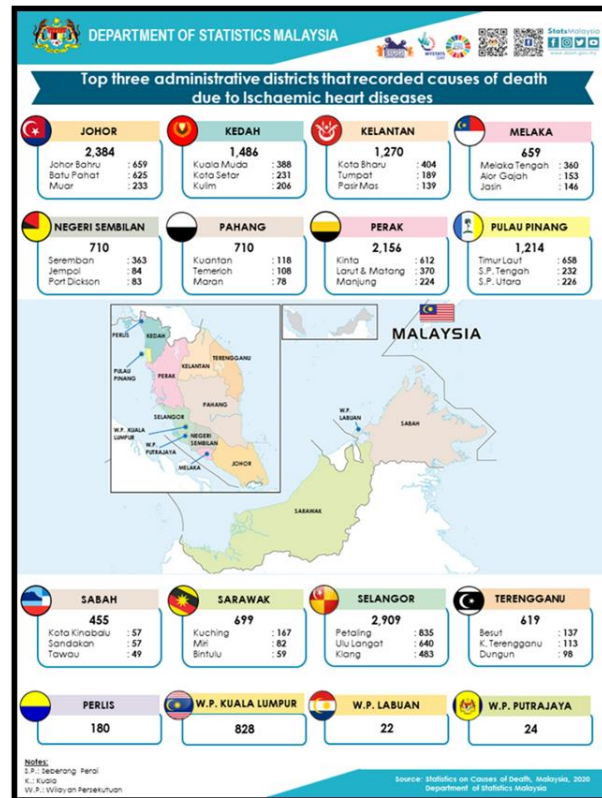 DEPARTMENT OF STATISTICS MALAYSIA
StatsMalaysia
Top three administrative districts that recorded causes of death
due to Ischaemic heart diseases
JOHOR
2,384
Johor Bahru : 659
Batu Pahat : 625
Muar : 233
KEDAH
1,486
Kuala Muda : 388
Kota Setar : 231
Kulim : 206
KELANTAN
1,270
Kota Bharu : 404
Tumpat : 189
Pasir Mas : 139
MELAKA
659
Melaka Tengah : 360
Alor Gajah : 153
Jasin : 146
NEGERI SEMBILAN
710
Seremban : 363
Jempol : 84
Port Dickson : 83
PAHANG
710
Kuantan : 118
Temerloh : 108
Maran : 78
PERAK
2,156
Kinta : 612
Larut & Matang : 370
Manjung : 224
PULAU PINANG
1,214
Timur Laut : 658
S.P. Tengah : 232
S.P. Utara : 226
MALAYSIA
PERLIS
KEDAH
PULAU
PINANG
PERAK
KELANTAN
TERENGGANU
PAHANG
SELANGOR
W.P. KUALA
LUMPUR
W.P.
PUTRAJAYA
NEGERI
SEMBILAN
MELAKA
JOHOR
W.P.
LABUAN
SABAH
SARAWAK
SABAH
455
Kota Kinabalu : 57
Sandakan : 57
Tawau : 49
SARAWAK
699
Kuching : 167
Miri : 82
Bintulu : 59
SELANGOR
2,909
Petaling : 835
Ulu Langat : 640
Klang : 483
TERENGGANU
619
Besut : 137
K. Terengganu : 113
Dungun : 98
PERLIS
180
W.P. KUALA LUMPUR
828
W.P. LABUAN
22
W.P. PUTRAJAYA
24
Notes:
S.P.: Seberang Perai
K.: Kuala
W.P.: Wilayah Persekutuan
Source: Statistics on Causes of Death, Malaysia, 2020
Department of Statistics Malaysia